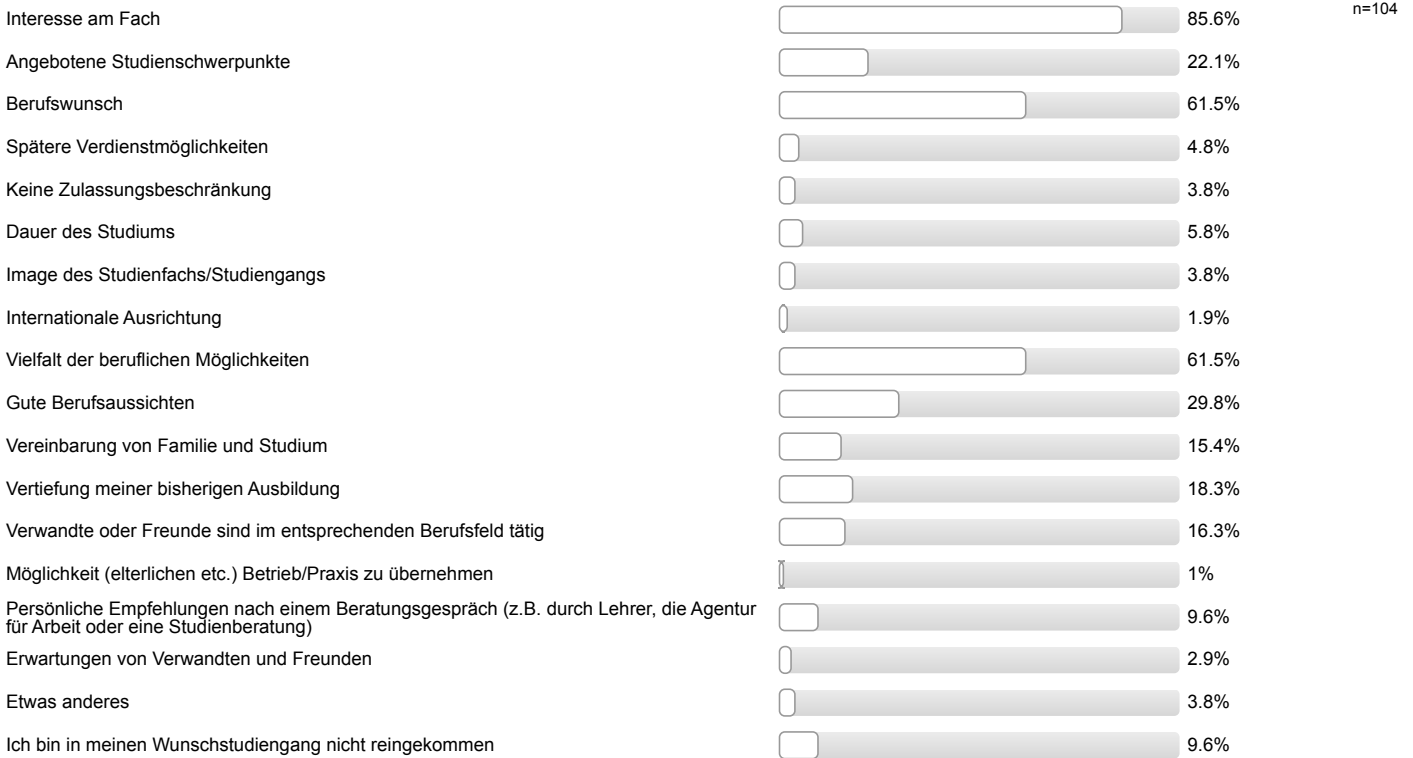 Interesse am Fach 85.6% n=104
Angebotene Studienschwerpunkte 22.1%
Berufswunsch 61.5%
Spätere Verdienstmöglichkeiten 4.8%
Keine Zulassungsbeschränkung 3.8%
Dauer des Studiums 5.8%
Image des Studienfachs/Studiengangs 3.8%
Internationale Ausrichtung 1.9%
Vielfalt der beruflichen Möglichkeiten 61.5%
Gute Berufsaussichten 29.8%
Vereinbarung von Familie und Studium 15.4%
Vertiefung meiner bisherigen Ausbildung 18.3%
Verwandte oder Freunde sind im entsprechenden Berufsfeld tätig 16.3%
Möglichkeit (elterlichen etc.) Betrieb/Praxis zu übernehmen 1%
Persönliche Empfehlungen nach einem Beratungsgespräch (z.B. durch Lehrer, die Agentur
für Arbeit oder eine Studienberatung) 9.6%
Erwartungen von Verwandten und Freunden 2.9%
Etwas anderes 3.8%
Ich bin in meinen Wunschstudiengang nicht reingekommen 9.6%